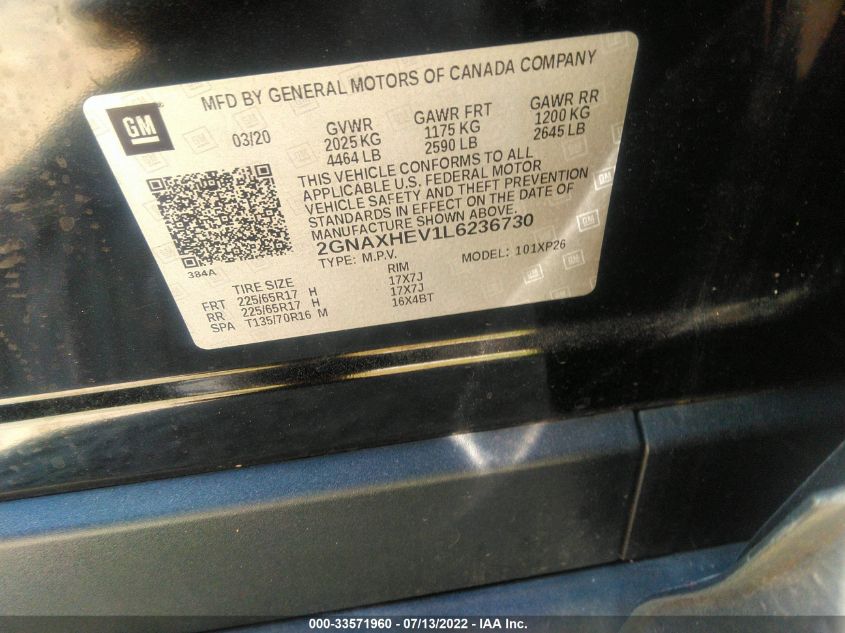 MFD BY GENERAL MOTORS OF CANADA COMPANY
GM
03/20
GVWR
2025 KG
4464 LB
GAWR FRT
1175 KG
2590 LB
GAWR RR
1200 KG
2645 LB
THIS VEHICLE CONFORMS TO ALL
APPLICABLE U.S. FEDERAL MOTOR
VEHICLE SAFETY AND THEFT PREVENTION
STANDARDS IN EFFECT ON THE DATE OF
MANUFACTURE SHOWN ABOVE.
2GNAXHEV1L6236730
TYPE: M.P.V. MODEL: 101XP26
384A
TIRE SIZE RIM
FRT 225/65R17 H 17X7J
RR 225/65R17 H 17X7J
SPA T135/70R16 M 16X4BT
000-33571960 - 07/13/2022 - IAA Inc.